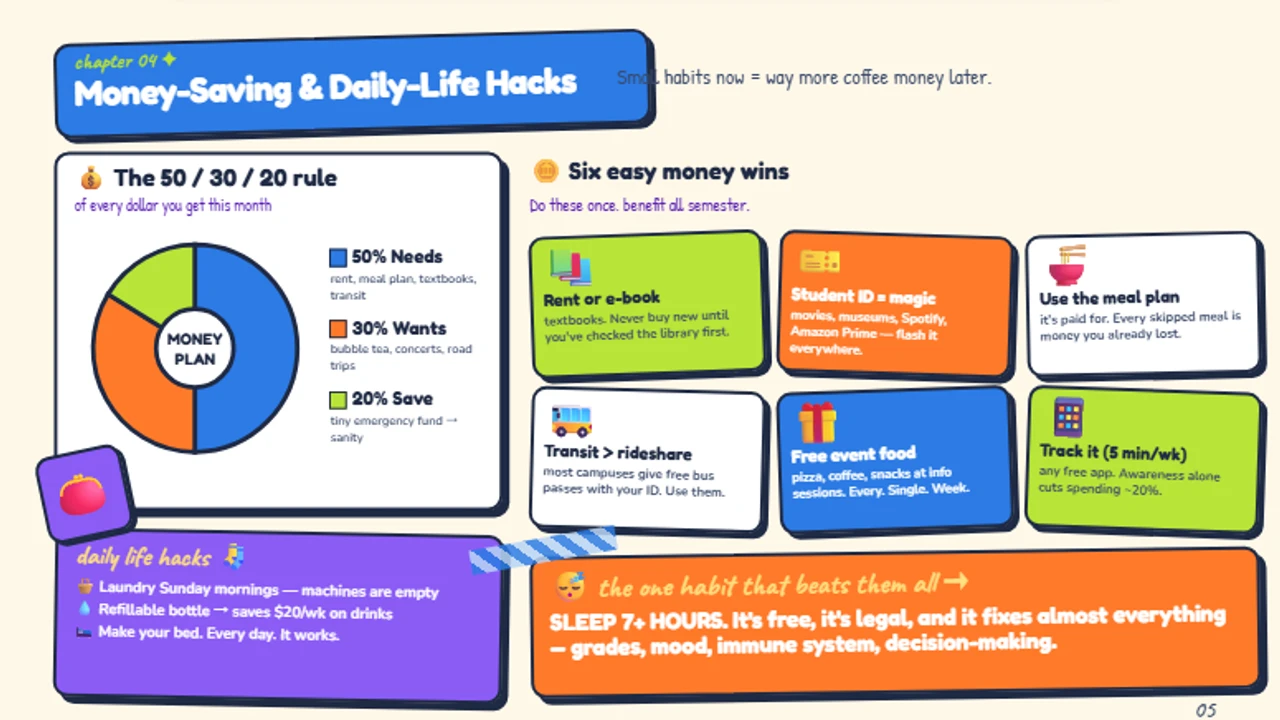 chapter 04
Money-Saving & Daily-Life Hacks
Small habits now = way more coffee money later.
The 50 / 30 / 20 rule
of every dollar you get this month
MONEY
PLAN
50% Needs
rent, meal plan, textbooks,
transit
30% Wants
bubble tea, concerts, road
trips
20% Save
tiny emergency fund →
sanity
Six easy money wins
Do these once. benefit all semester.
Rent or e-book
textbooks. Never buy new until
you've checked the library first.
Student ID = magic
movies, museums, Spotify,
Amazon Prime — flash it
everywhere.
Use the meal plan
it's paid for. Every skipped meal is
money you already lost.
Transit > rideshare
most campuses give free bus
passes with your ID. Use them.
Free event food
pizza, coffee, snacks at info
sessions. Every. Single. Week.
Track it (5 min/wk)
any free app. Awareness alone
cuts spending ~20%.
daily life hacks
Laundry Sunday mornings — machines are empty
Refillable bottle → saves $20/wk on drinks
Make your bed. Every day. It works.
the one habit that beats them all →
SLEEP 7+ HOURS. It's free, it's legal, and it fixes almost everything
— grades, mood, immune system, decision-making.
05